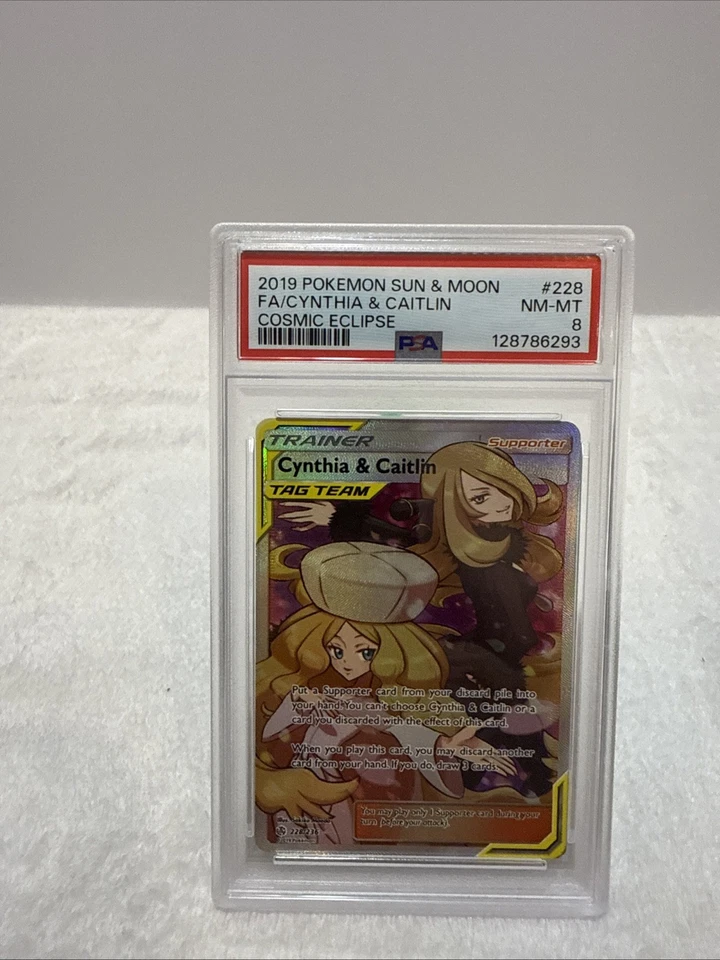 2019 POKEMON SUN & MOON #228
FA/CYNTHIA & CAITLIN NM-MT
COSMIC ECLIPSE 8
PSA 128786293
TRAINER Supporter
Cynthia & Caitlin
TAG TEAM
Put a Supporter card from your discard pile into
your hand. You can't choose Cynthia & Caitlin or a
card you discarded with the effect of this card.
When you play this card, you may discard another
card from your hand. If you do, draw 3 cards.
You may play only 1 Supporter card during your
turn (before your attack).
228/236